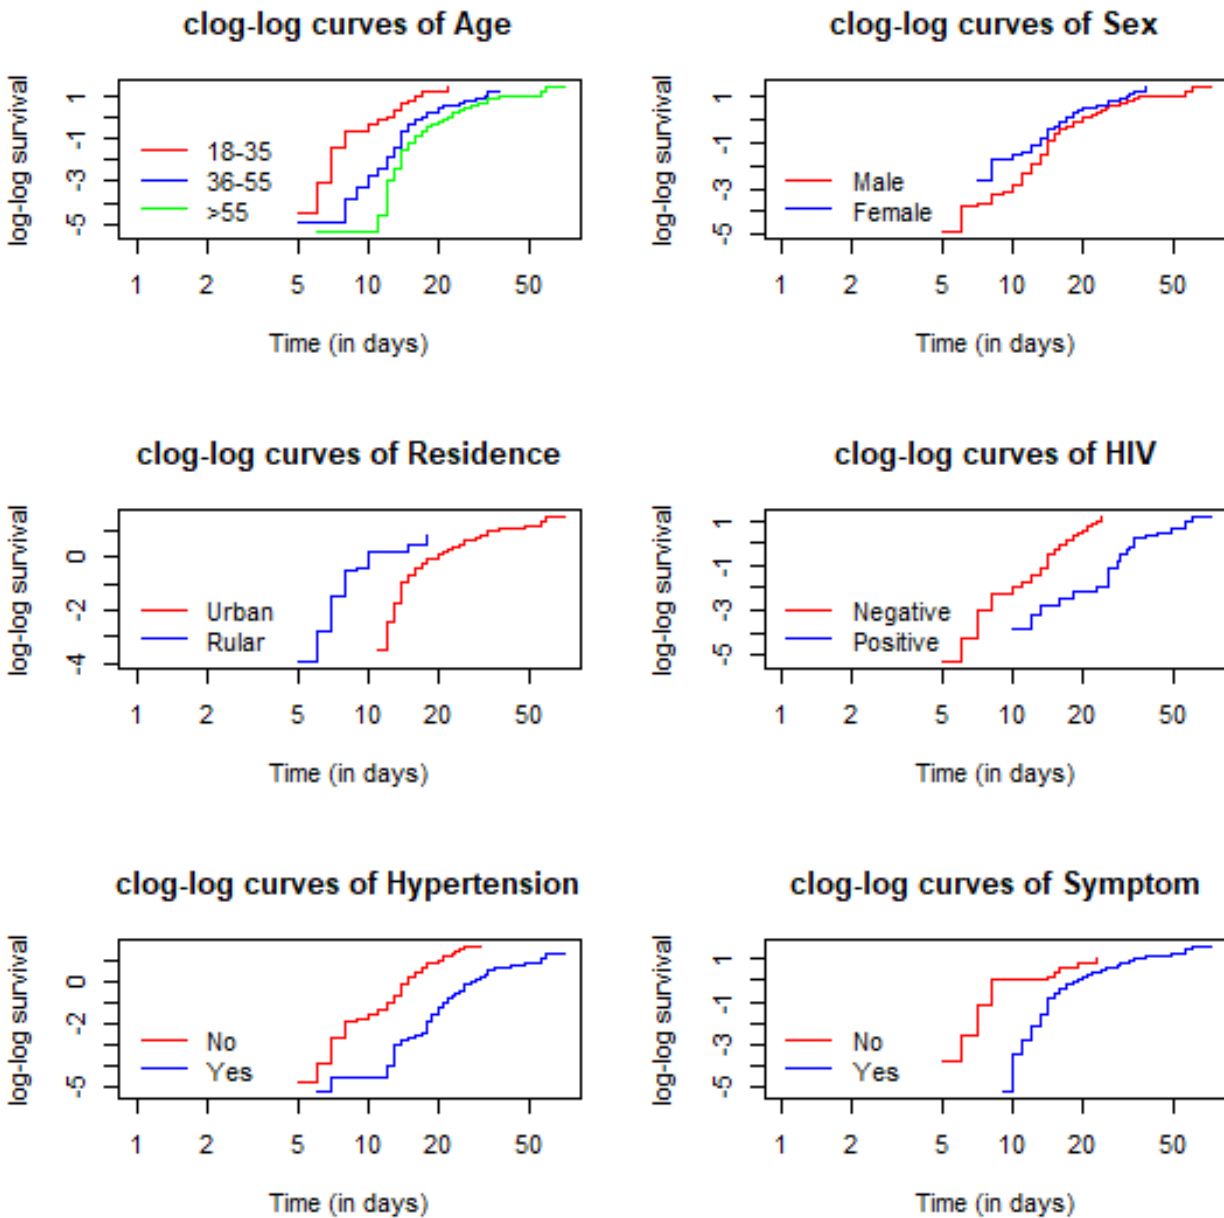 clog-log curves of Age
log-log survival
1
-1
-3
-5
18-35
36-55
>55
1 2 5 10 20 50
Time (in days)
clog-log curves of Sex
log-log survival
1
-1
-3
-5
Male
Female
1 2 5 10 20 50
Time (in days)
clog-log curves of Residence
log-log survival
0
-2
-4
Urban
Rular
1 2 5 10 20 50
Time (in days)
clog-log curves of HIV
log-log survival
1
-1
-3
-5
Negative
Positive
1 2 5 10 20 50
Time (in days)
clog-log curves of Hypertension
log-log survival
0
-2
-5
No
Yes
1 2 5 10 20 50
Time (in days)
clog-log curves of Symptom
log-log survival
1
-1
-3
-5
No
Yes
1 2 5 10 20 50
Time (in days)